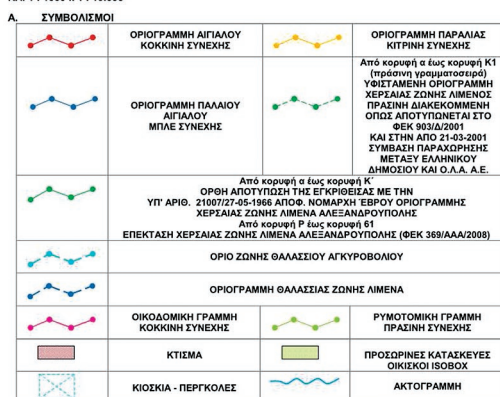 Α. ΣΥΜΒΟΛΙΣΜΟΙ
ΟΡΙΟΓΡΑΜΜΗ ΑΙΓΙΑΛΟΥ
ΚΟΚΚΙΝΗ ΣΥΝΕΧΗΣ
ΟΡΙΟΓΡΑΜΜΗ ΠΑΡΑΛΙΑΣ
ΚΙΤΡΙΝΗ ΣΥΝΕΧΗΣ
ΟΡΙΟΓΡΑΜΜΗ ΠΑΛΑΙΟΥ
ΑΙΓΙΑΛΟΥ
ΜΠΛΕ ΣΥΝΕΧΗΣ
Από κορυφή α έως κορυφή Κ1
(πράσινη γραμματοσειρά)
ΥΦΙΣΤΑΜΕΝΗ ΟΡΙΟΓΡΑΜΜΗ
ΧΕΡΣΑΙΑΣ ΖΩΝΗΣ ΛΙΜΕΝΟΣ
ΠΡΑΣΙΝΗ ΔΙΑΚΕΚΟΜΜΕΝΗ
ΟΠΩΣ ΑΠΟΤΥΠΩΝΕΤΑΙ ΣΤΟ
ΦΕΚ 903/Δ/2001
ΚΑΙ ΣΤΗΝ ΑΠΟ 21-03-2001
ΣΥΜΒΑΣΗ ΠΑΡΑΧΩΡΗΣΗΣ
ΜΕΤΑΞΥ ΕΛΛΗΝΙΚΟΥ
ΔΗΜΟΣΙΟΥ ΚΑΙ Ο.Λ.Α. Α.Ε.
Από κορυφή α έως κορυφή Κ΄
ΟΡΘΗ ΑΠΟΤΥΠΩΣΗ ΤΗΣ ΕΓΚΡΙΘΕΙΣΑΣ ΜΕ ΤΗΝ
ΥΠ' ΑΡΙΘ. 21007/27-05-1966 ΑΠΟΦ. ΝΟΜΑΡΧΗ ΈΒΡΟΥ ΟΡΙΟΓΡΑΜΜΗΣ
ΧΕΡΣΑΙΑΣ ΖΩΝΗΣ ΛΙΜΕΝΑ ΑΛΕΞΑΝΔΡΟΥΠΟΛΗΣ
Από κορυφή Ρ έως κορυφή 61
ΕΠΕΚΤΑΣΗ ΧΕΡΣΑΙΑΣ ΖΩΝΗΣ ΛΙΜΕΝΑ ΑΛΕΞΑΝΔΡΟΥΠΟΛΗΣ (ΦΕΚ 369/ΑΑΑ/2008)
ΟΡΙΟ ΖΩΝΗΣ ΘΑΛΑΣΣΙΟΥ ΑΓΚΥΡΟΒΟΛΙΟΥ
ΟΡΙΟΓΡΑΜΜΗ ΘΑΛΑΣΣΙΑΣ ΖΩΝΗΣ ΛΙΜΕΝΑ
ΟΙΚΟΔΟΜΙΚΗ ΓΡΑΜΜΗ
ΚΟΚΚΙΝΗ ΣΥΝΕΧΗΣ
ΡΥΜΟΤΟΜΙΚΗ ΓΡΑΜΜΗ
ΠΡΑΣΙΝΗ ΣΥΝΕΧΗΣ
ΚΤΙΣΜΑ
ΠΡΟΣΩΡΙΝΕΣ ΚΑΤΑΣΚΕΥΕΣ
ΟΙΚΙΣΚΟΙ ISOBOX
ΚΙΟΣΚΙΑ - ΠΕΡΓΚΟΛΕΣ
ΑΚΤΟΓΡΑΜΜΗ